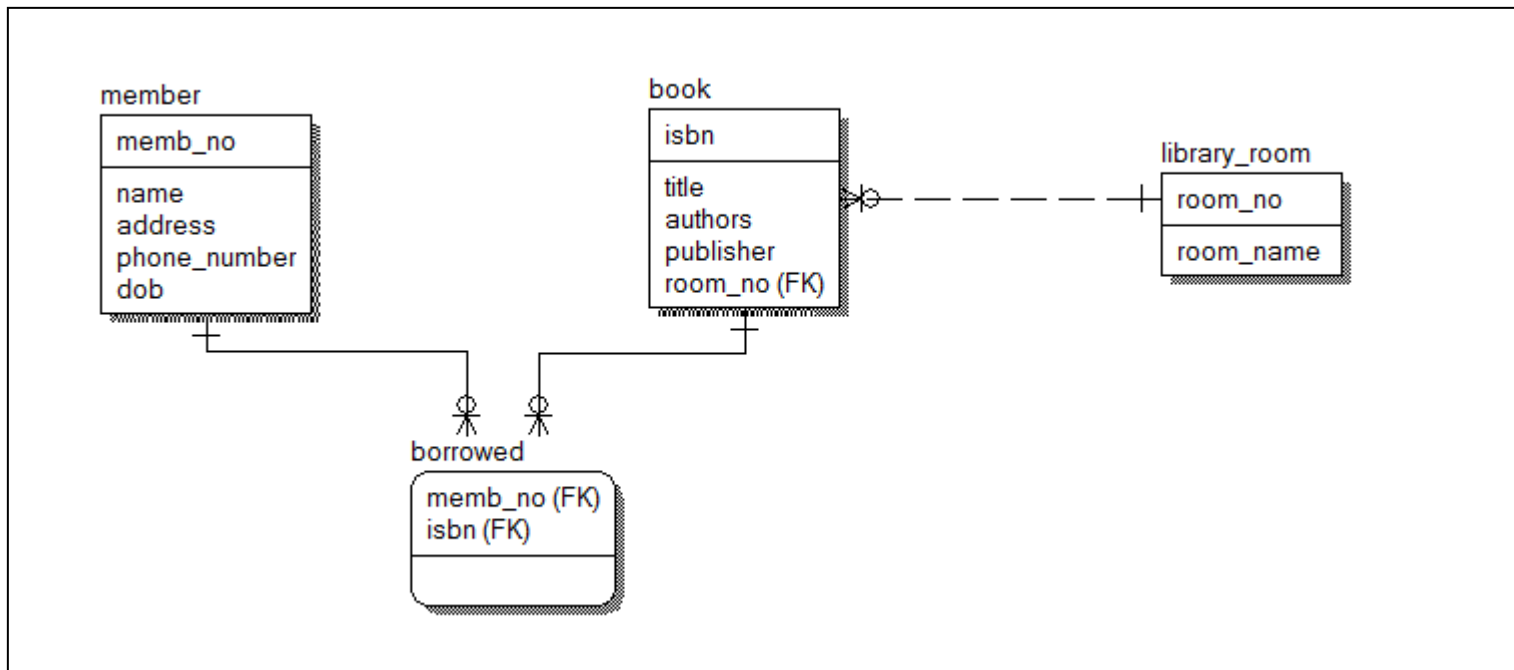 member
memb_no
name
address
phone_number
dob
book
isbn
title
authors
publisher
room_no (FK)
library_room
room_no
room_name
borrowed
memb_no (FK)
isbn (FK)